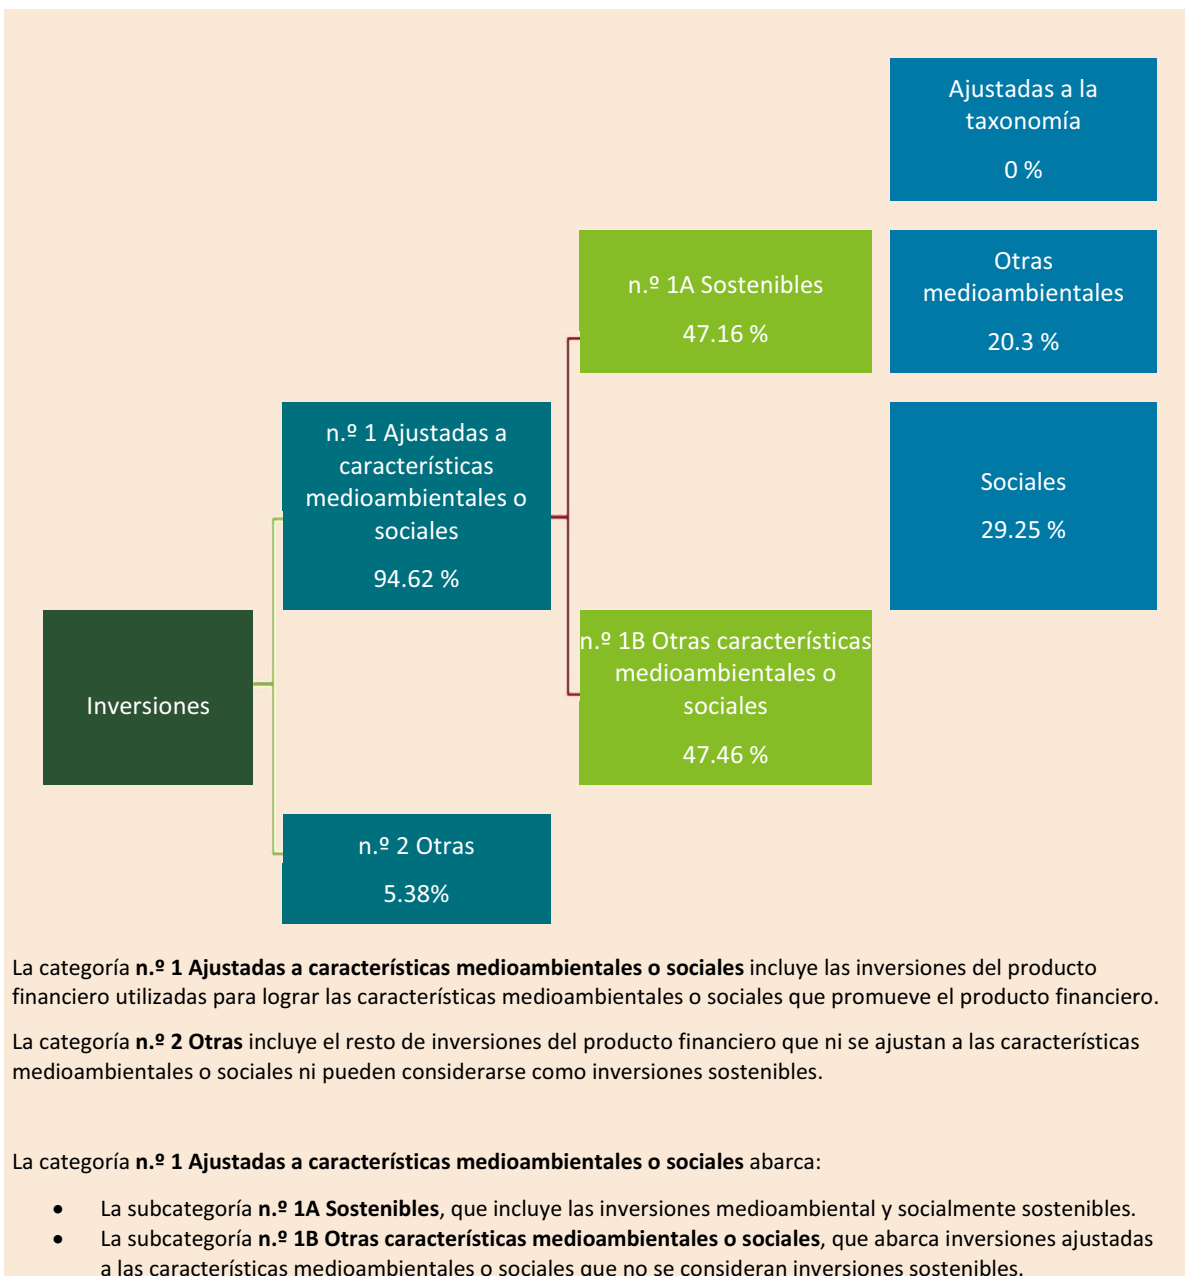 Ajustadas a la
taxonomía
0 %
n.º 1A Sostenibles
47.16 %
Otras
medioambientales
20.3 %
n.º 1 Ajustadas a
características
medioambientales o
sociales
94.62 %
Sociales
29.25 %
Inversiones
n.º 1B Otras características
medioambientales o
sociales
47.46 %
n.º 2 Otras
5.38%
La categoría n.º 1 Ajustadas a características medioambientales o sociales incluye las inversiones del producto
financiero utilizadas para lograr las características medioambientales o sociales que promueve el producto financiero.
La categoría n.º 2 Otras incluye el resto de inversiones del producto financiero que ni se ajustan a las características
medioambientales o sociales ni pueden considerarse como inversiones sostenibles.
La categoría n.º 1 Ajustadas a características medioambientales o sociales abarca:
• La subcategoría n.º 1A Sostenibles, que incluye las inversiones medioambiental y socialmente sostenibles.
• La subcategoría n.º 1B Otras características medioambientales o sociales, que abarca inversiones ajustadas
a las características medioambientales o sociales que no se consideran inversiones sostenibles.